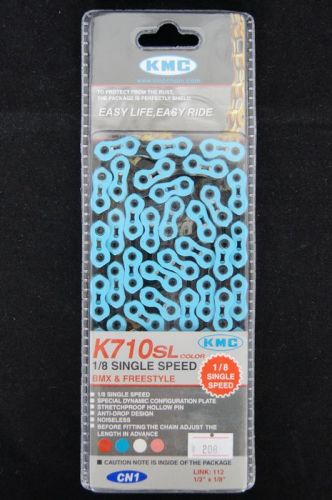 KMC
TO PROTECT FROM THE RUST,
THE PACKAGE IS PERFECTLY SHIELD.
EASY LIFE, EASY RIDE
KMC
K710SL COLOR
1/8 SINGLE SPEED
BMX & FREESTYLE
1/8
SINGLE
SPEED
1/8 SINGLE SPEED
SPECIAL DYNAMIC CONFIGURATION PLATE
STRETCHPROOF HOLLOW PIN
ANTI-DROP DESIGN
NOISELESS
BEFORE FITTING THE CHAIN ADJUST THE
LENGTH IN ADVANCE
208
CAUTION NOTE IS INSIDE OF THE PACKAGE
CN1
LINK: 112
1/2" x 1/8"